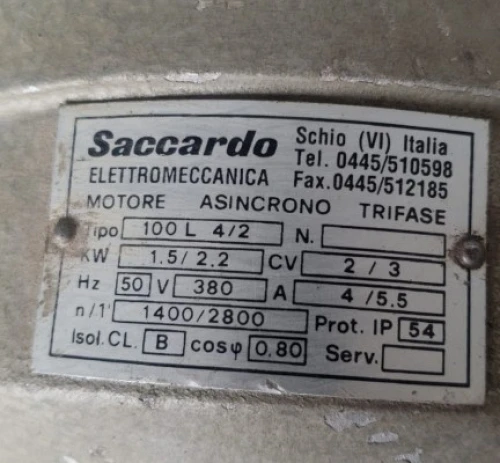 Saccardo Schio (VI) Italia
Tel. 0445/510598
ELETTROMECCANICA Fax.0445/512185
MOTORE ASINCRONO TRIFASE
Tipo 100 L 4/2 N.
KW 1.5/2.2 CV 2 / 3
Hz 50 V 380 A 4/5.5
n/1' 1400/2800 Prot. IP 54
Isol. CL. B cosφ 0.80 Serv.